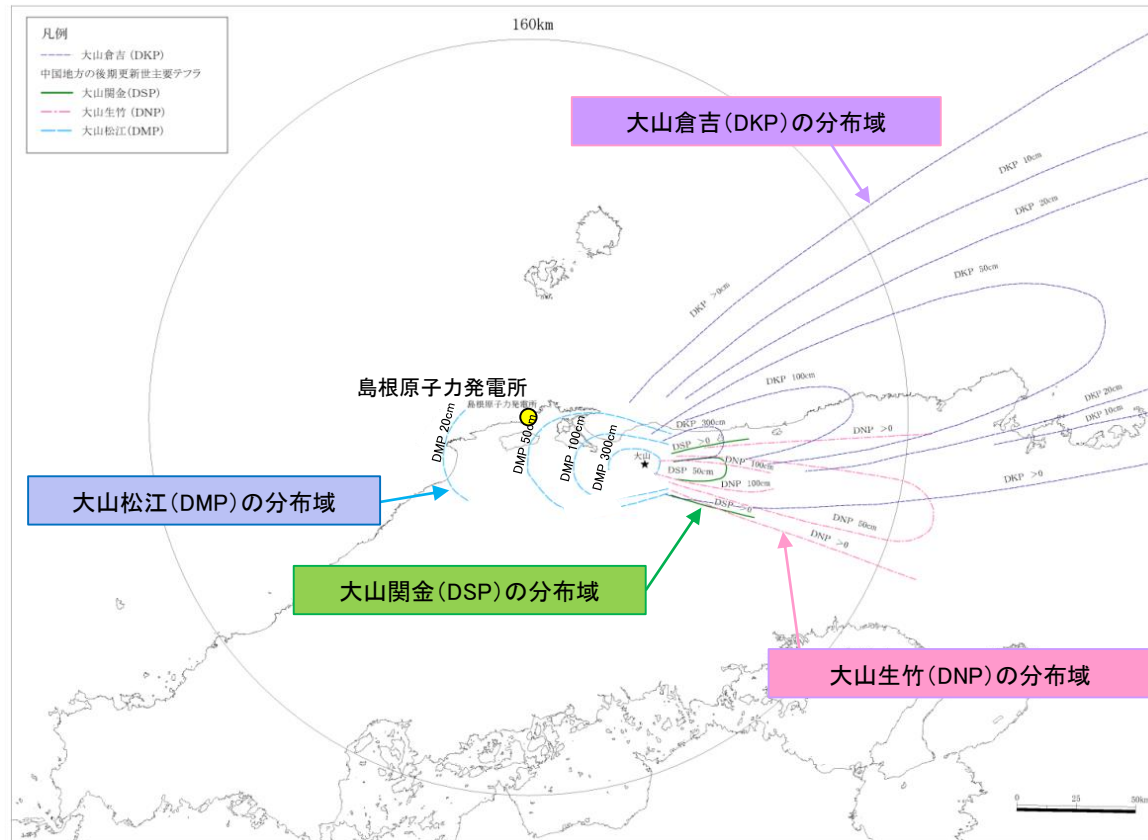 160km
凡例
大山倉吉(DKP)
中国地方の後期更新世主要テフラ
大山関金(DSP)
大山生竹(DNP)
大山松江(DMP)
大山倉吉(DKP)の分布域
DKP 10cm
DKP 20cm
DKP 50cm
DKP >0cm
島根原子力発電所
島根原子力発電所
DKP 100cm
DKP 300cm
DMP 20cm
DMP 50cm
DMP 100cm
DMP 300cm
大山
DSP >0
DNP >0
DKP 20cm
DKP 10cm
DSP 50cm
DNP 100cm
DNP 100cm
DKP >0
大山松江(DMP)の分布域
DSP >0
DNP 50cm
DNP >0
大山関金(DSP)の分布域
大山生竹(DNP)の分布域
0 25 50km